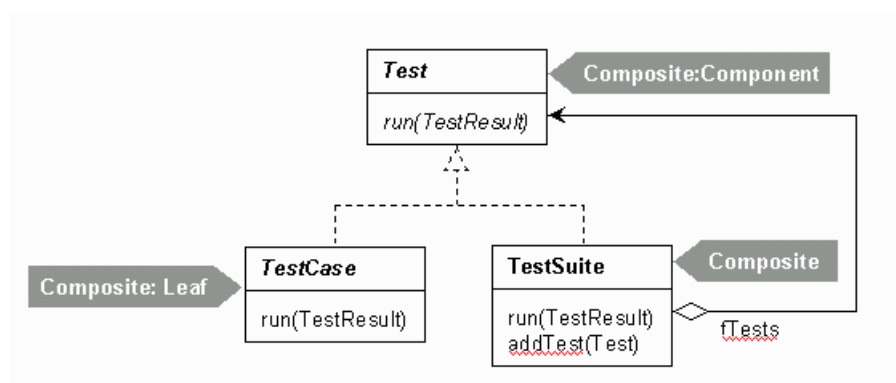 Test
Composite:Component
run(TestResult)
TestCase
TestSuite
Composite
Composite: Leaf
run(TestResult)
run(TestResult)
addTest(Test)
fTests